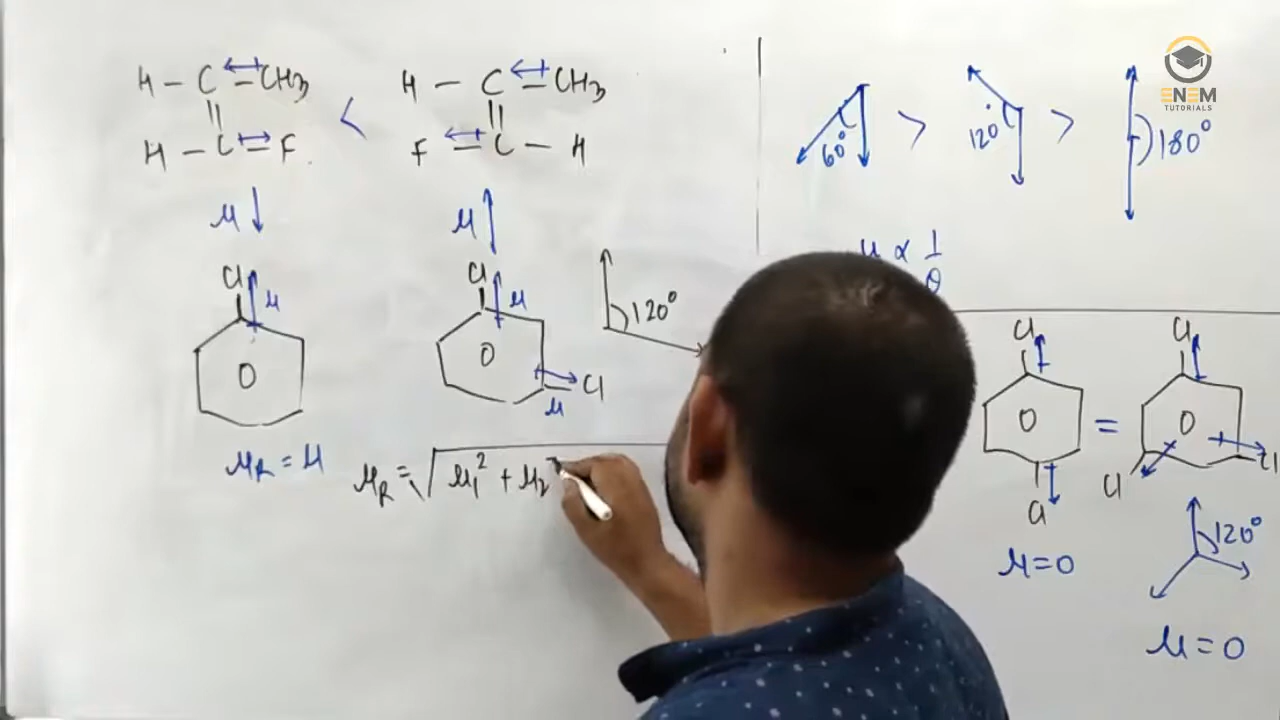 H – C – CH3
||
H – C = F
μ ↓
<
H – C – CH3
||
F – C – H
μ ↑
60°
>
120°
>
180°
μ ∝ 1
θ
ENEM
TUTORIALS
Cl
μ
μR = μ
Cl
μ
Cl
μ
120°
μR = √ μ1² + μ2
Cl
Cl
μ=0
=
Cl
Cl
Cl
120°
μ=0